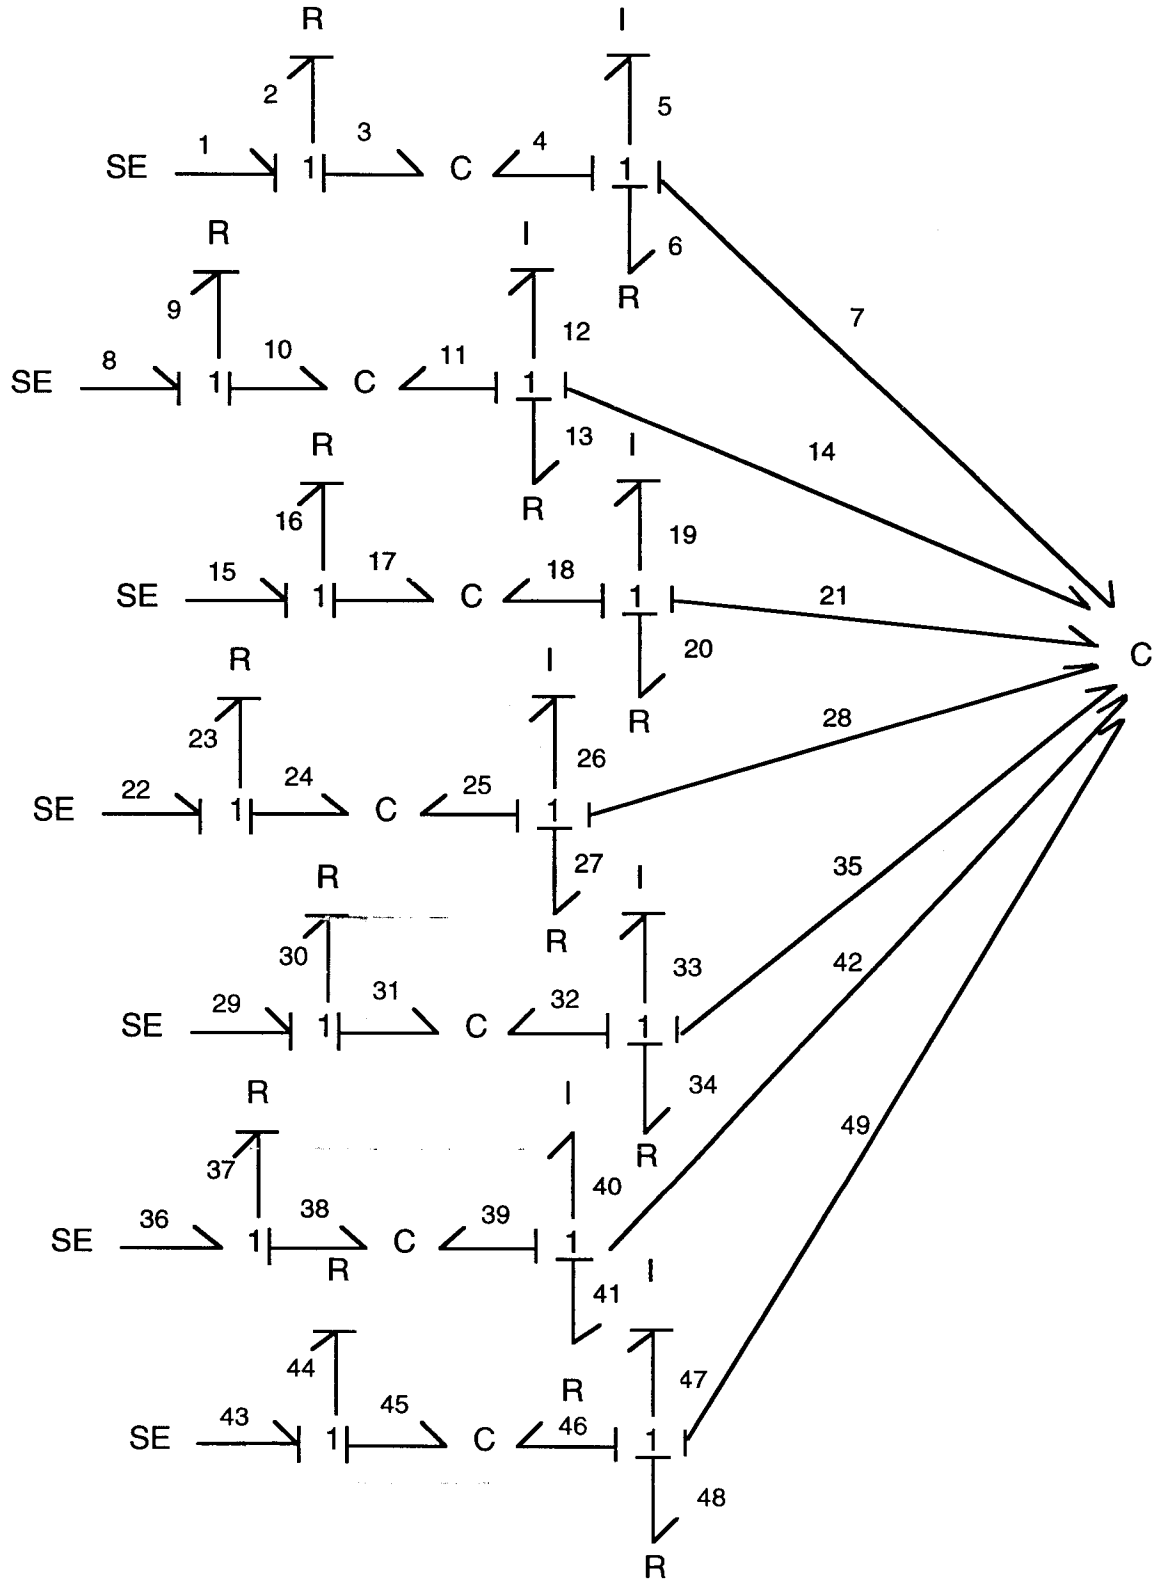 R I
2 5
1 3 4
SE 1 C 1
R I 6
R
9 12 7
8 10 11
SE 1 C 1
R 13 I 14
16 R 19
15 17 18 21
SE 1 C 1
R I 20 C
R
23 26 28
22 24 25
SE 1 C 1
R 27 I 35
30 R 33 42
29 31 32
SE 1 C 1
R I 34
R 49
37 40
36 38 39
SE 1 C 1
R 41 I
44 R 47
43 45 46
SE 1 C 1
48
R